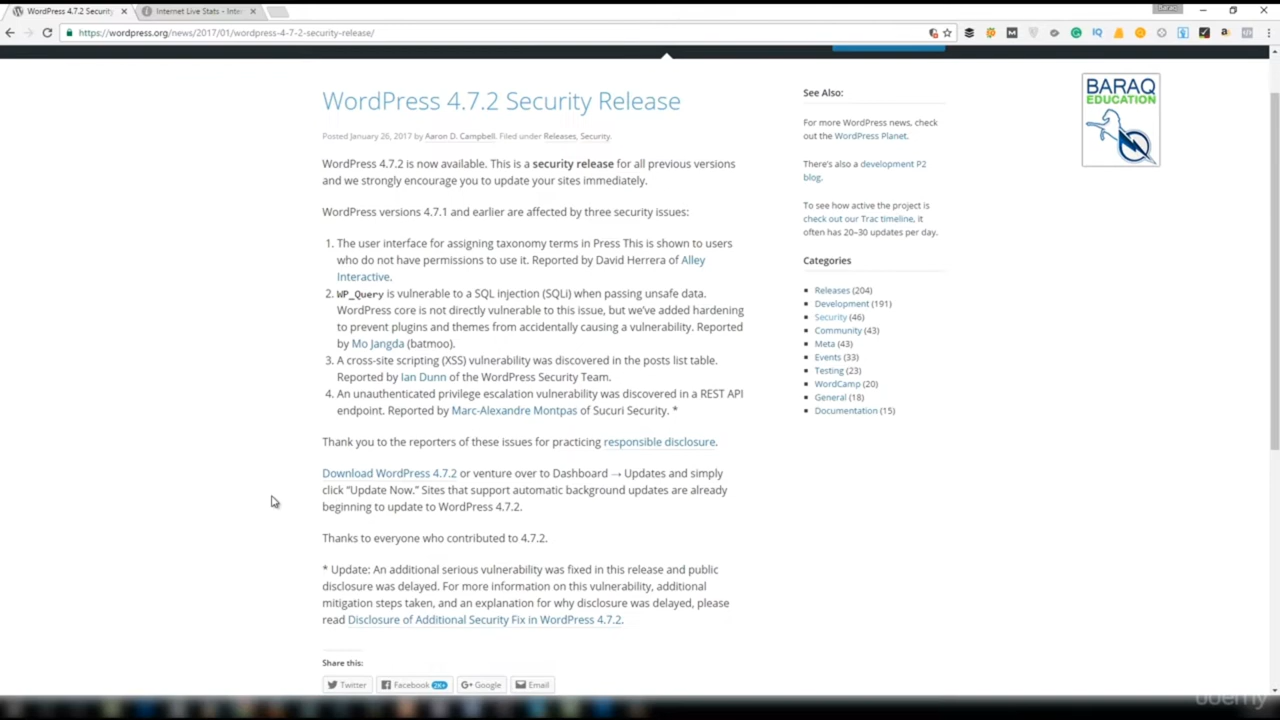 WordPress 4.7.2 Security
Internet Live Stats - Inte
https://wordpress.org/news/2017/01/wordpress-4-7-2-security-release/
WordPress 4.7.2 Security Release
Posted January 26, 2017 by Aaron D. Campbell. Filed under Releases, Security.
WordPress 4.7.2 is now available. This is a security release for all previous versions
and we strongly encourage you to update your sites immediately.
WordPress versions 4.7.1 and earlier are affected by three security issues:
1. The user interface for assigning taxonomy terms in Press This is shown to users
who do not have permissions to use it. Reported by David Herrera of Alley
Interactive.
2. WP_Query is vulnerable to a SQL injection (SQLi) when passing unsafe data.
WordPress core is not directly vulnerable to this issue, but we've added hardening
to prevent plugins and themes from accidentally causing a vulnerability. Reported
by Mo Jangda (batmoo).
3. A cross-site scripting (XSS) vulnerability was discovered in the posts list table.
Reported by Ian Dunn of the WordPress Security Team.
4. An unauthenticated privilege escalation vulnerability was discovered in a REST API
endpoint. Reported by Marc-Alexandre Montpas of Sucuri Security. *
Thank you to the reporters of these issues for practicing responsible disclosure.
Download WordPress 4.7.2 or venture over to Dashboard → Updates and simply
click “Update Now.” Sites that support automatic background updates are already
beginning to update to WordPress 4.7.2.
Thanks to everyone who contributed to 4.7.2.
* Update: An additional serious vulnerability was fixed in this release and public
disclosure was delayed. For more information on this vulnerability, additional
mitigation steps taken, and an explanation for why disclosure was delayed, please
read Disclosure of Additional Security Fix in WordPress 4.7.2.
Share this:
Twitter
Facebook 2K+
Google
Email
See Also:
For more WordPress news, check
out the WordPress Planet.
There's also a development P2
blog.
To see how active the project is
check out our Trac timeline, it
often has 20–30 updates per day.
Categories
Releases (204)
Development (191)
Security (46)
Community (43)
Meta (43)
Events (33)
Testing (23)
WordCamp (20)
General (18)
Documentation (15)
BARAQ
EDUCATION
udemy